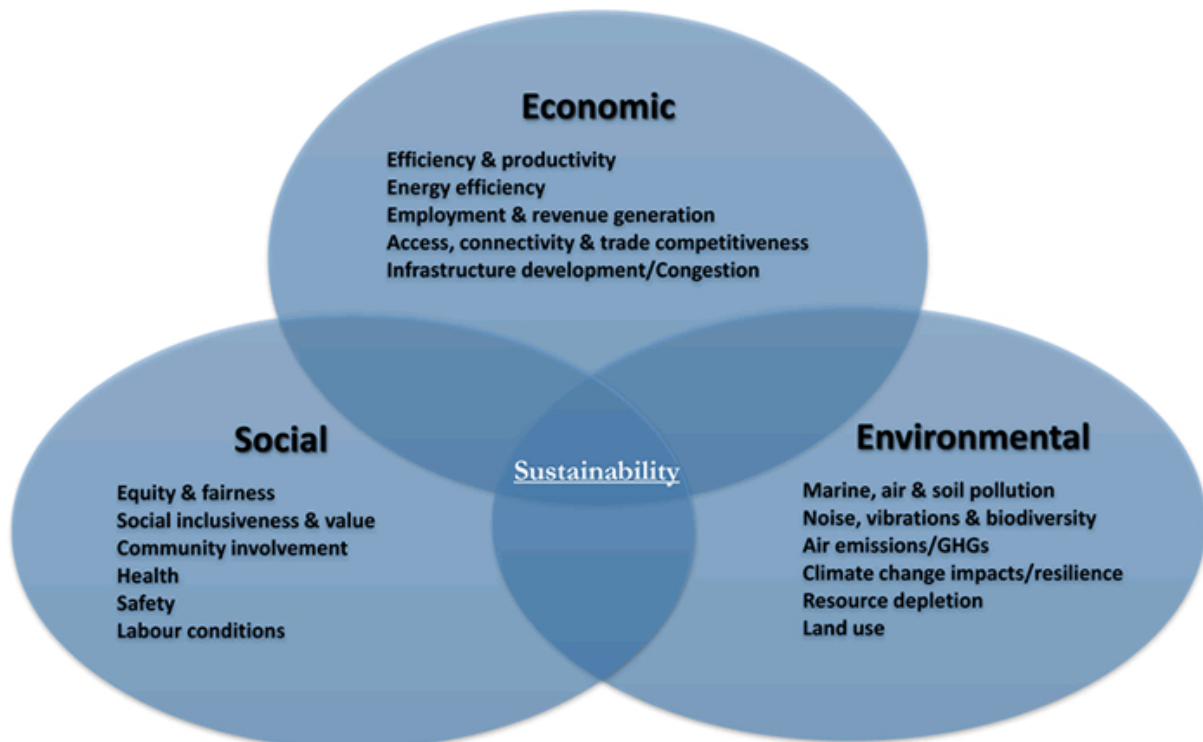 Economic
Efficiency & productivity
Energy efficiency
Employment & revenue generation
Access, connectivity & trade competitiveness
Infrastructure development/Congestion
Social
Equity & fairness
Social inclusiveness & value
Community involvement
Health
Safety
Labour conditions
Sustainability
Environmental
Marine, air & soil pollution
Noise, vibrations & biodiversity
Air emissions/GHGs
Climate change impacts/resilience
Resource depletion
Land use